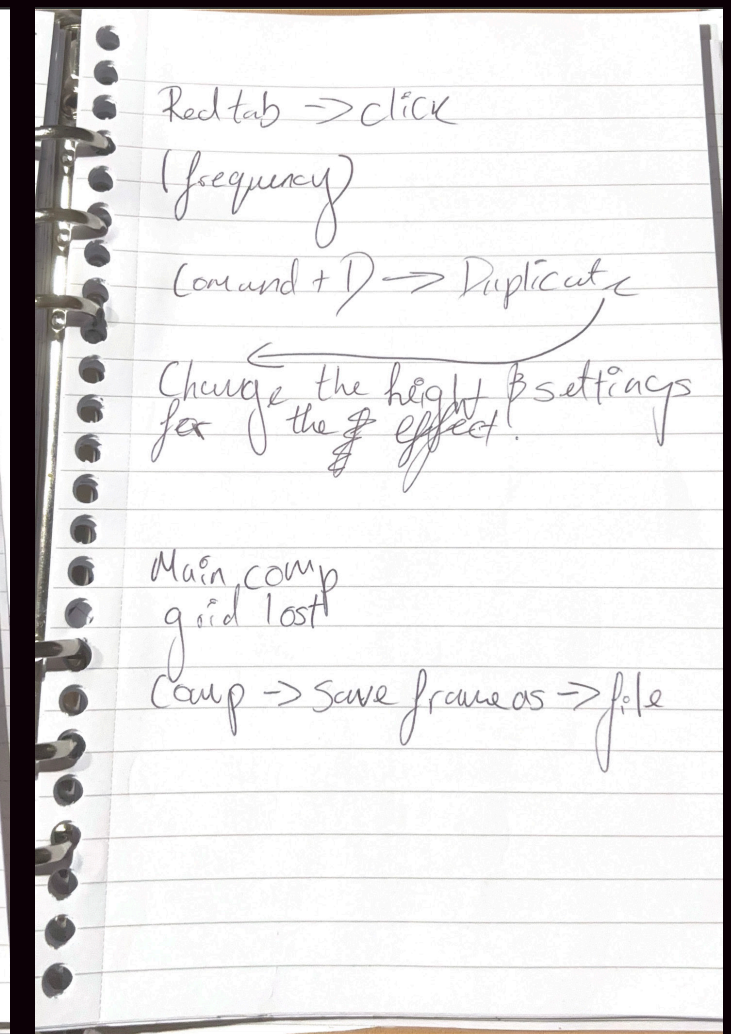 Red tab -> click
(frequency)
Comand + D -> Duplicate
Change the height & settings
for the effect!
Main comp
grid lost
Comp -> Save frame as -> file